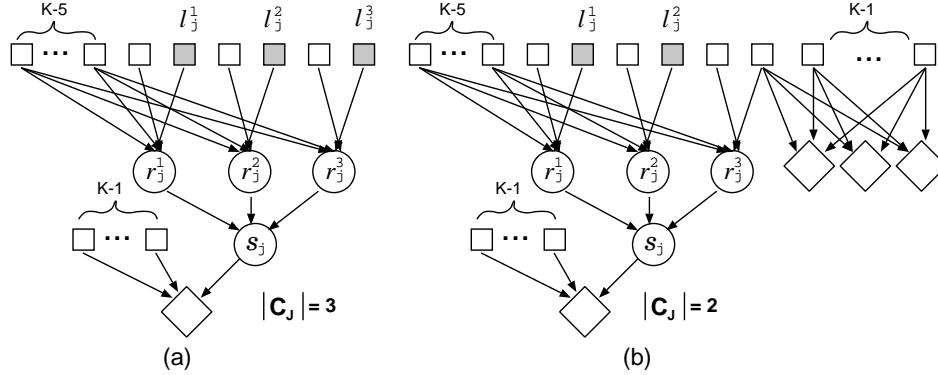 K-5 l_j^1 l_j^2 l_j^3
...
r_j^1 r_j^2 r_j^3
K-1
...
s_j
|C_J| = 3
(a)
K-5 l_j^1 l_j^2 K-1
... ...
r_j^1 r_j^2 r_j^3
K-1
...
s_j
|C_J| = 2
(b)